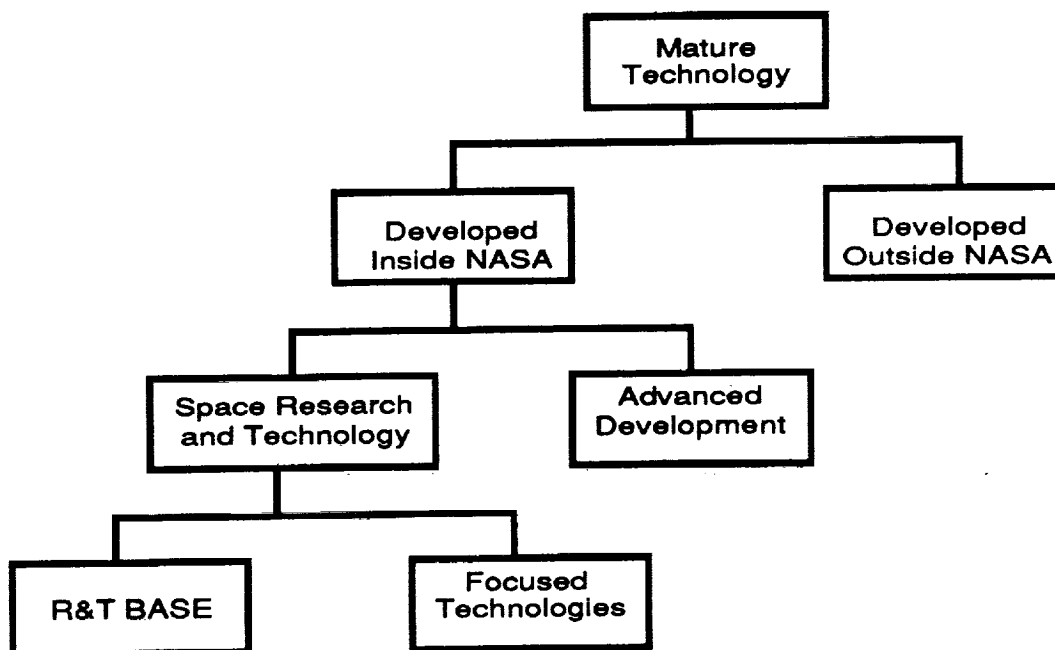 Mature
Technology
Developed
Inside NASA
Developed
Outside NASA
Space Research
and Technology
Advanced
Development
R&T BASE
Focused
Technologies